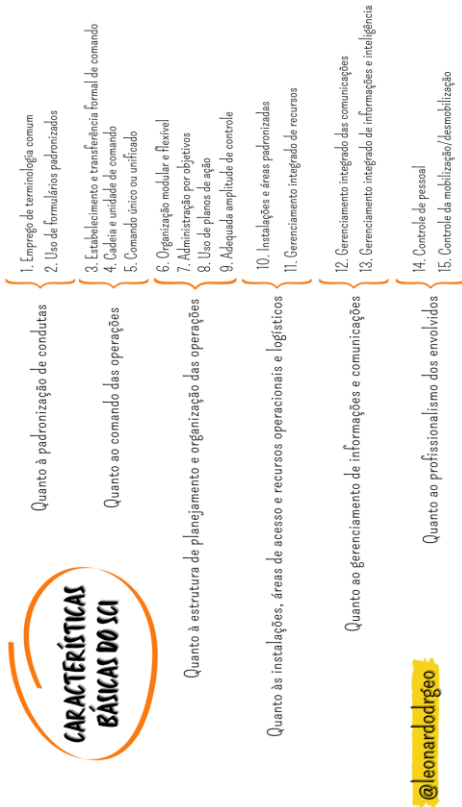 CARACTERÍSTICAS
BÁSICAS DO SCI
Quanto à padronização de condutas
1. Emprego de terminologia comum
2. Uso de formulários padronizados
Quanto ao comando das operações
3. Estabelecimento e transferência formal de comando
4. Cadeia e unidade de comando
5. Comando único ou unificado
Quanto à estrutura de planejamento e organização das operações
6. Organização modular e flexível
7. Administração por objetivos
8. Uso de planos de ação
9. Adequada amplitude de controle
Quanto às instalações, áreas de acesso e recursos operacionais e logísticos
10. Instalações e áreas padronizadas
11. Gerenciamento integrado de recursos
Quanto ao gerenciamento de informações e comunicações
12. Gerenciamento integrado das comunicações
13. Gerenciamento integrado de informações e inteligência
Quanto ao profissionalismo dos envolvidos
14. Controle de pessoal
15. Controle da mobilização/desmobilização
@leonardodrgeo